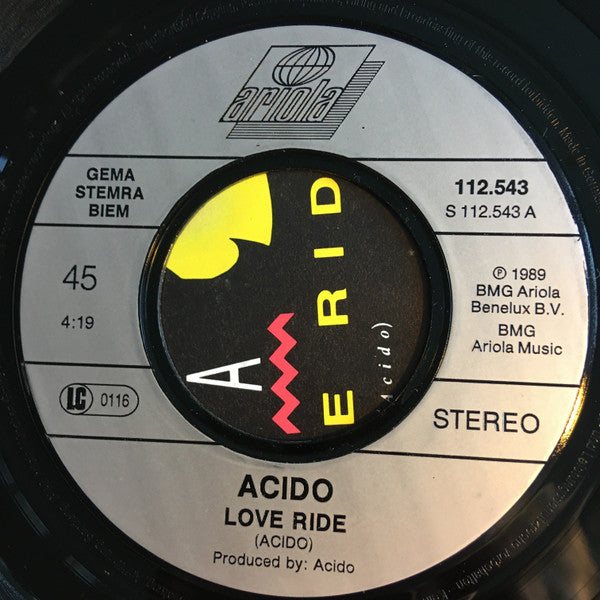 ariola
GEMA
STEMRA
BIEM
112.543
S 112.543 A
45
4:19
℗ 1989
BMG Ariola
Benelux B.V.
BMG
Ariola Music
LC 0116
STEREO
A
E RID
Acido)
ACIDO
LOVE RIDE
(ACIDO)
Produced by: Acido